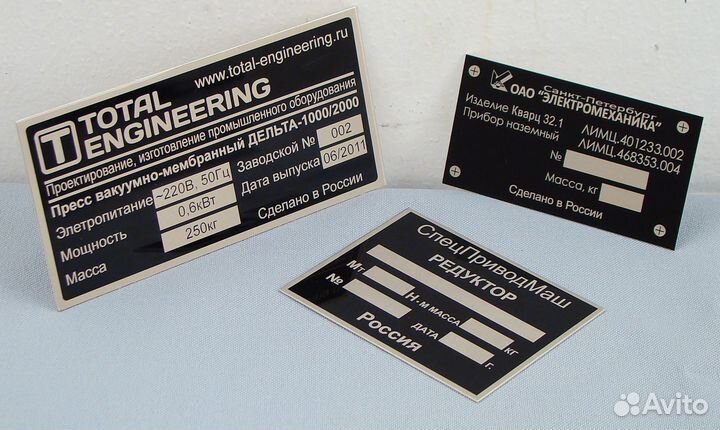 www.total-engineering.ru
TOTAL
ENGINEERING
Проектирование, изготовление промышленного оборудования
Пресс вакуумно-мембранный ДЕЛЬТА-1000/2000
Элетропитание ~220В, 50Гц Заводской № 002
Мощность 0,6кВт Дата выпуска 06/2011
Масса 250кг Сделано в России
Санкт-Петербург
ОАО "ЭЛЕКТРОМЕХАНИКА"
Изделие Кварц 32.1 ЛИМЦ.401233.002
Прибор наземный ЛИМЦ.468353.004
№
Масса, кг
Сделано в России
СпецПриводМаш
РЕДУКТОР
Мт Н·м МАССА кг
№ ДАТА г.
Россия
Avito